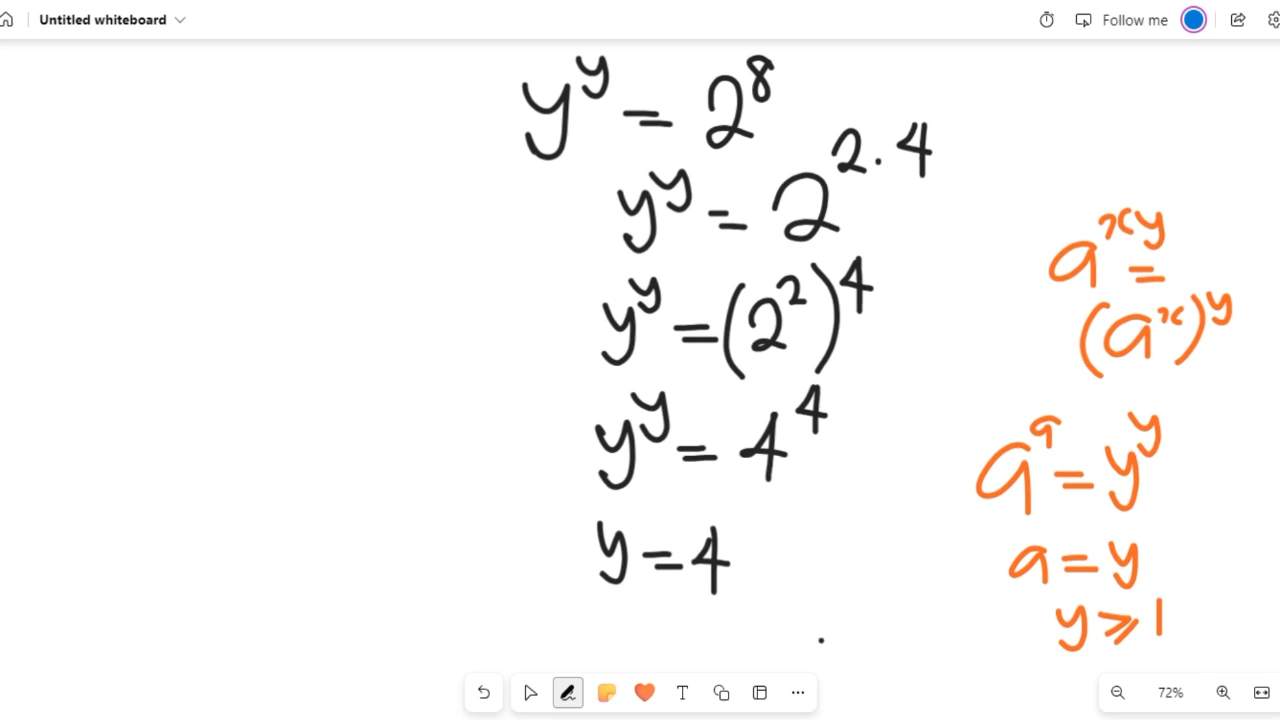 Untitled whiteboard
Follow me
y^y = 2^8
y^y = 2^{2.4}
y^y = (2^2)^4
y^y = 4^4
y = 4
a^{xy} =
(a^x)^y
a^a = y^y
a = y
y ⩾ 1
T
72%